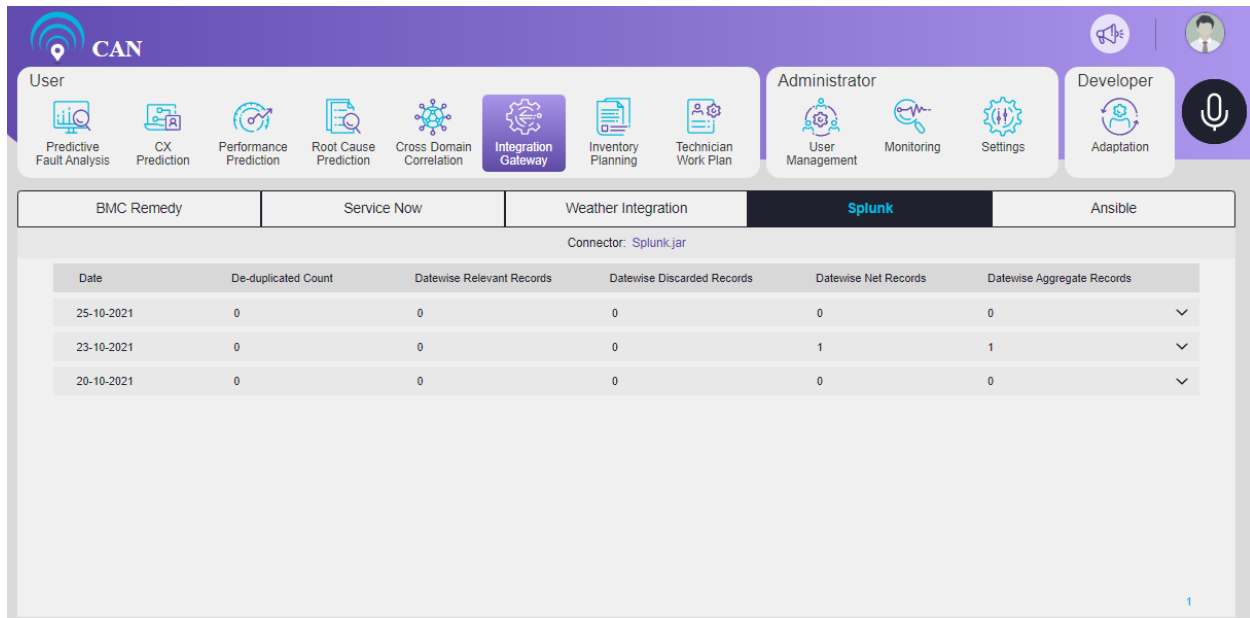 CAN
User
Administrator
Developer
Predictive
Fault Analysis
CX
Prediction
Performance
Prediction
Root Cause
Prediction
Cross Domain
Correlation
Integration
Gateway
Inventory
Planning
Technician
Work Plan
User
Management
Monitoring
Settings
Adaptation
BMC Remedy
Service Now
Weather Integration
Splunk
Ansible
Connector: Splunk.jar
Date De-duplicated Count Datewise Relevant Records Datewise Discarded Records Datewise Net Records Datewise Aggregate Records
25-10-2021 0 0 0 0 0
23-10-2021 0 0 0 1 1
20-10-2021 0 0 0 0 0
1